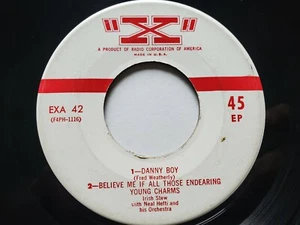 "X"
A PRODUCT OF RADIO CORPORATION OF AMERICA
MADE IN U.S.A.
EXA 42
(F4PH-1116)
45
EP
1—DANNY BOY
(Fred Weatherly)
2—BELIEVE ME IF ALL THOSE ENDEARING
YOUNG CHARMS
Irish Stew
with Neal Hefti and
his Orchestra